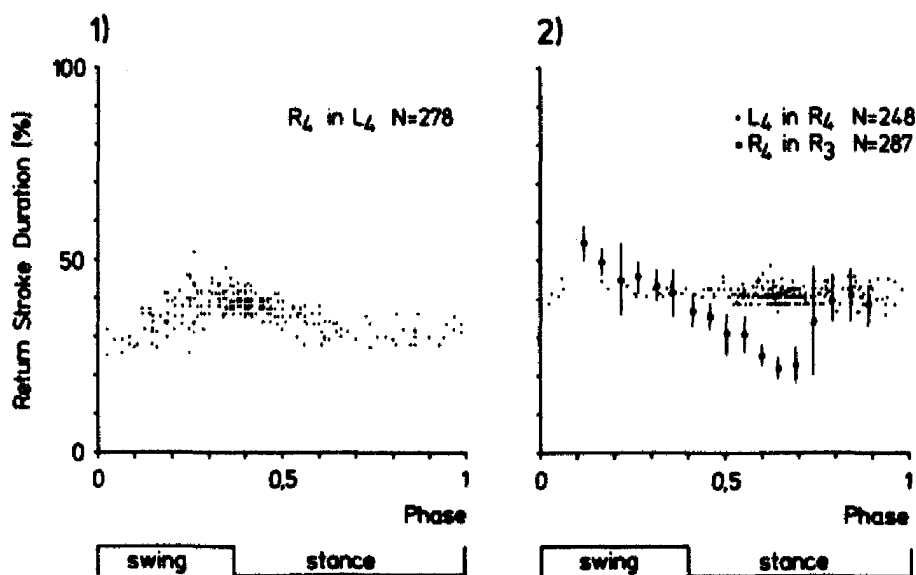 1)
100
50
0
Return Stroke Duration (%)
R4 in L4 N=278
0
0,5
1
Phase
swing
stance
2)
· L4 in R4 N=248
▪ R4 in R3 N=287
0
0,5
1
Phase
swing
stance